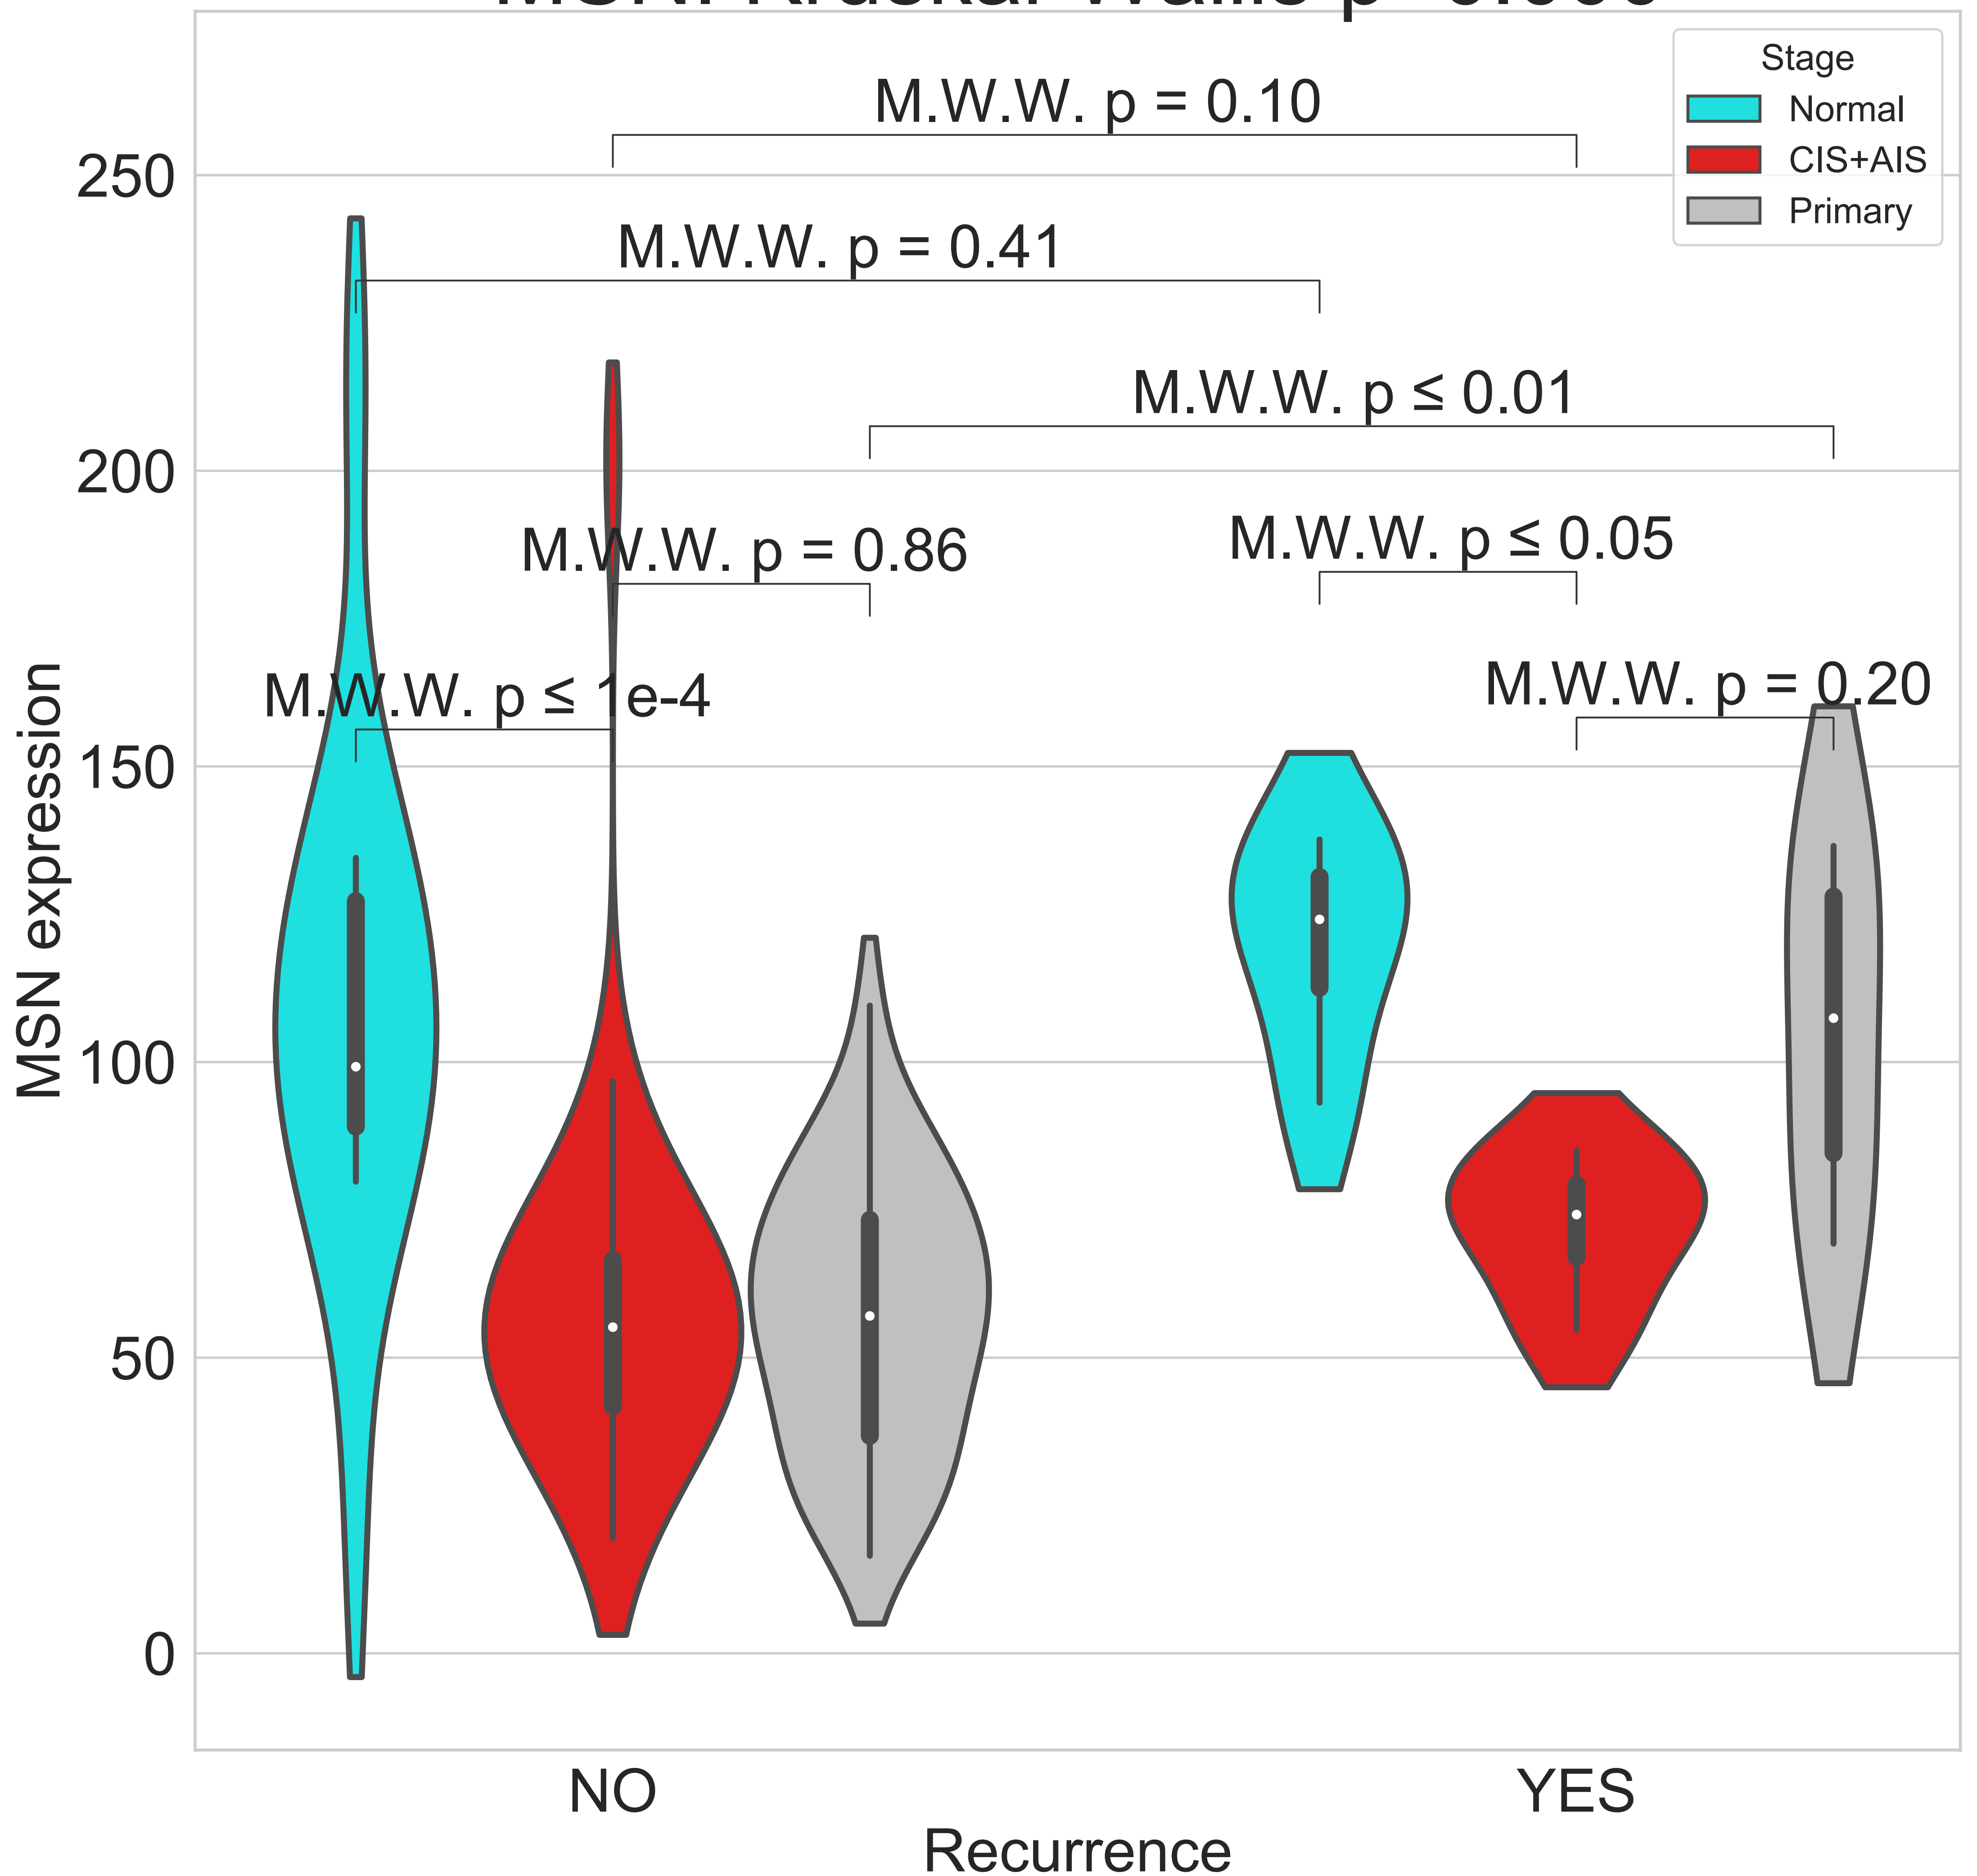 Stage
Normal
CIS+AIS
Primary
M.W.W. p = 0.10
M.W.W. p = 0.41
M.W.W. p ≤ 0.01
M.W.W. p = 0.86
M.W.W. p ≤ 0.05
M.W.W. p ≤ 1e-4
M.W.W. p = 0.20
250
200
150
100
50
0
MSN expression
NO
YES
Recurrence